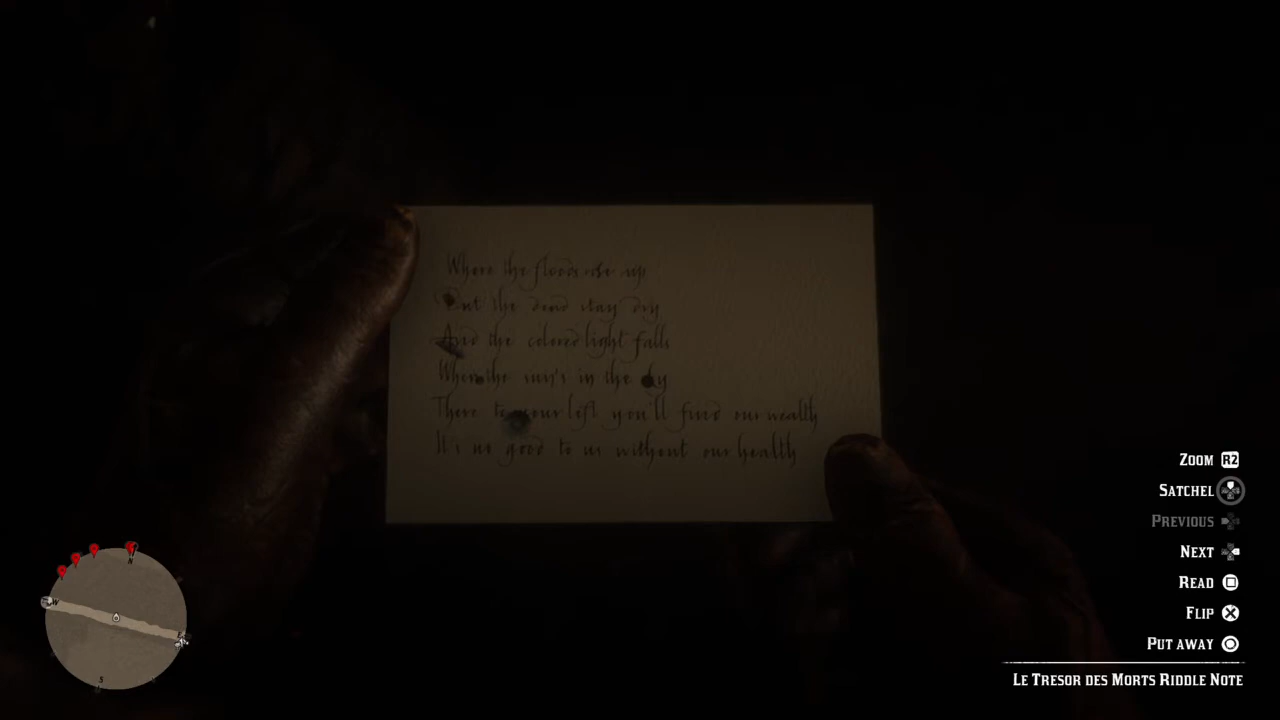 Where the floods rise up
But the dead stay dry
And the colored light falls
When the sun's in the sky
There to your left you'll find our wealth
It's no good to us without our health
ZOOM R2
SATCHEL
PREVIOUS
NEXT
READ
FLIP
PUT AWAY
LE TRESOR DES MORTS RIDDLE NOTE
N
W
E
S